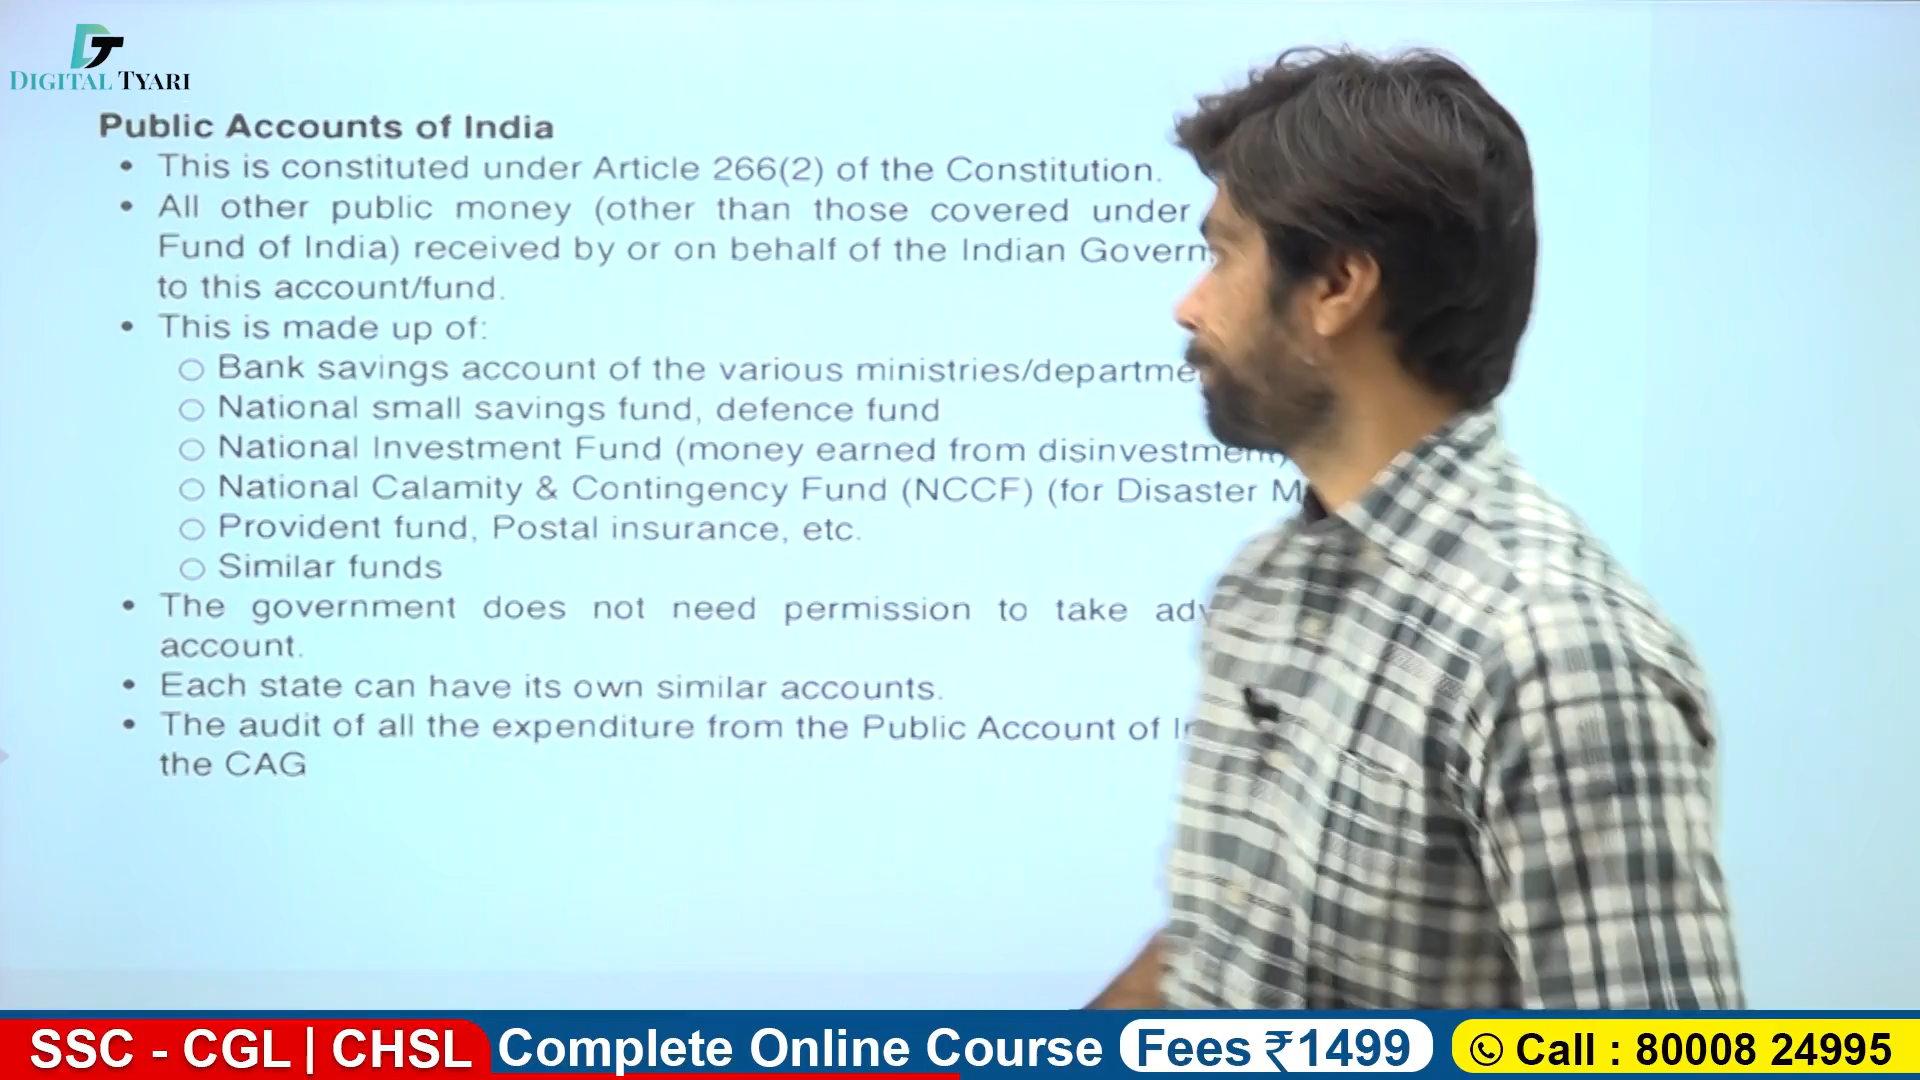 DT
DIGITAL TYARI
Public Accounts of India
• This is constituted under Article 266(2) of the Constitution.
• All other public money (other than those covered under
Fund of India) received by or on behalf of the Indian Govern
to this account/fund.
• This is made up of:
○ Bank savings account of the various ministries/departme
○ National small savings fund, defence fund
○ National Investment Fund (money earned from disinvestment)
○ National Calamity & Contingency Fund (NCCF) (for Disaster M
○ Provident fund, Postal insurance, etc.
○ Similar funds
• The government does not need permission to take adv
account.
• Each state can have its own similar accounts.
• The audit of all the expenditure from the Public Account of I
the CAG
SSC - CGL | CHSL Complete Online Course Fees ₹1499 Call : 80008 24995